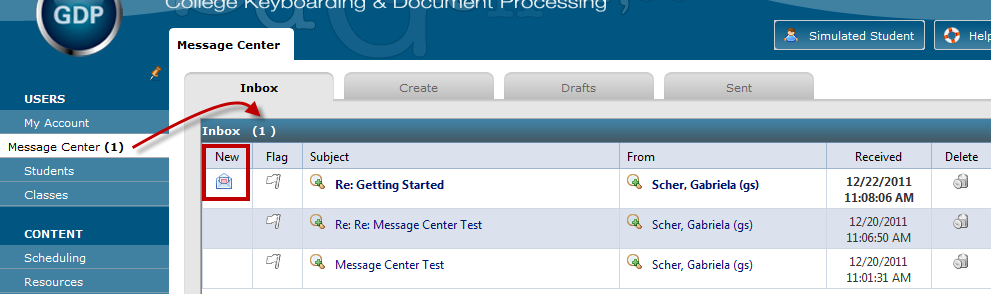 College Keyboarding & Document Processing
GDP
Message Center
Simulated Student
Help
Inbox
Create
Drafts
Sent
USERS
My Account
Message Center (1)
Students
Classes
CONTENT
Scheduling
Resources
Inbox (1 )
New Flag Subject From Received Delete
Re: Getting Started Scher, Gabriela (gs) 12/22/2011
11:08:06 AM
Re: Re: Message Center Test Scher, Gabriela (gs) 12/20/2011
11:06:50 AM
Message Center Test Scher, Gabriela (gs) 12/20/2011
11:01:31 AM